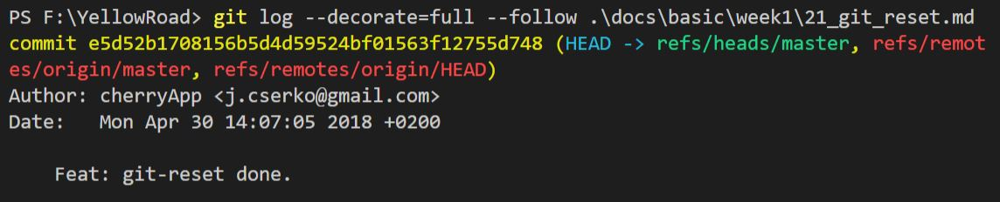 PS F:\YellowRoad> git log --decorate=full --follow .\docs\basic\week1\21_git_reset.md
commit e5d52b1708156b5d4d59524bf01563f12755d748 (HEAD -> refs/heads/master, refs/remot
es/origin/master, refs/remotes/origin/HEAD)
Author: cherryApp <j.cserko@gmail.com>
Date:   Mon Apr 30 14:07:05 2018 +0200

    Feat: git-reset done.